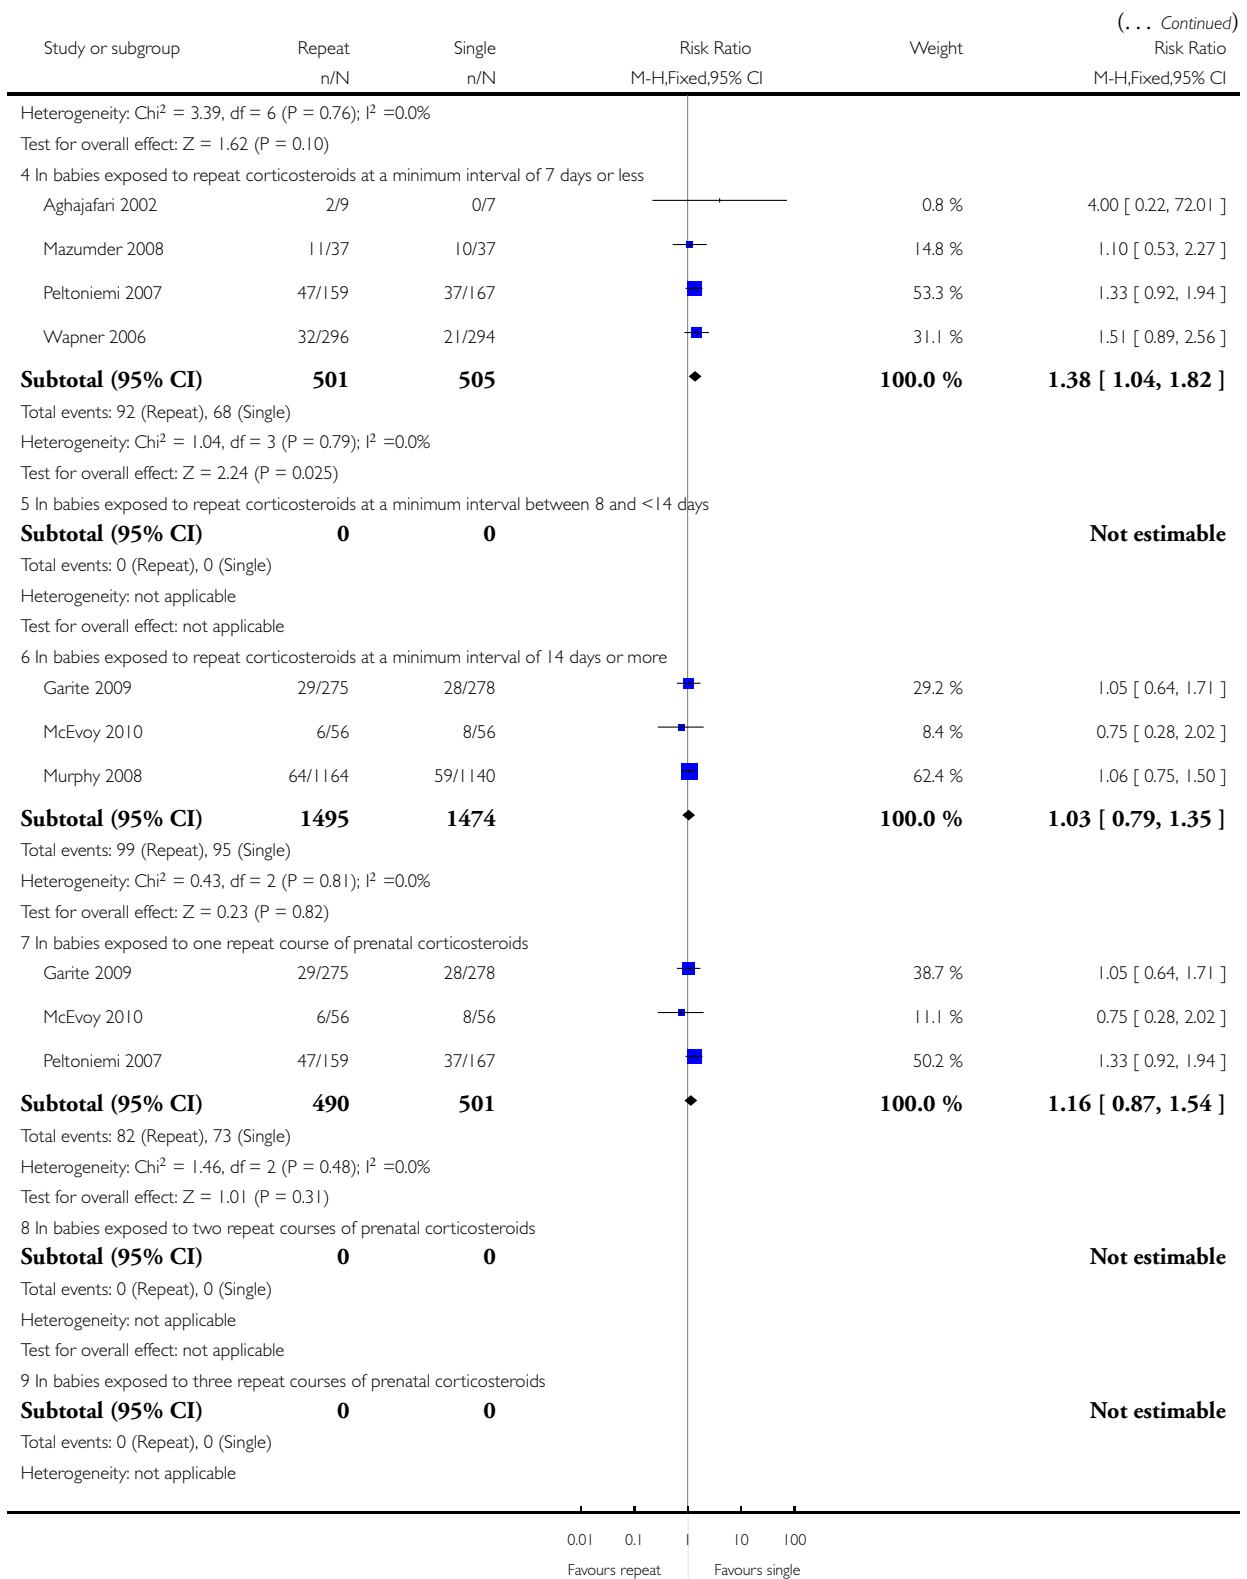 (... Continued)
Study or subgroup Repeat Single Risk Ratio Weight Risk Ratio
n/N n/N M-H,Fixed,95% CI M-H,Fixed,95% CI
Heterogeneity: Chi² = 3.39, df = 6 (P = 0.76); I² =0.0%
Test for overall effect: Z = 1.62 (P = 0.10)
4 In babies exposed to repeat corticosteroids at a minimum interval of 7 days or less
Aghajafari 2002 2/9 0/7 0.8 % 4.00 [ 0.22, 72.01 ]
Mazumder 2008 11/37 10/37 14.8 % 1.10 [ 0.53, 2.27 ]
Peltoniemi 2007 47/159 37/167 53.3 % 1.33 [ 0.92, 1.94 ]
Wapner 2006 32/296 21/294 31.1 % 1.51 [ 0.89, 2.56 ]
Subtotal (95% CI) 501 505 100.0 % 1.38 [ 1.04, 1.82 ]
Total events: 92 (Repeat), 68 (Single)
Heterogeneity: Chi² = 1.04, df = 3 (P = 0.79); I² =0.0%
Test for overall effect: Z = 2.24 (P = 0.025)
5 In babies exposed to repeat corticosteroids at a minimum interval between 8 and <14 days
Subtotal (95% CI) 0 0 Not estimable
Total events: 0 (Repeat), 0 (Single)
Heterogeneity: not applicable
Test for overall effect: not applicable
6 In babies exposed to repeat corticosteroids at a minimum interval of 14 days or more
Garite 2009 29/275 28/278 29.2 % 1.05 [ 0.64, 1.71 ]
McEvoy 2010 6/56 8/56 8.4 % 0.75 [ 0.28, 2.02 ]
Murphy 2008 64/1164 59/1140 62.4 % 1.06 [ 0.75, 1.50 ]
Subtotal (95% CI) 1495 1474 100.0 % 1.03 [ 0.79, 1.35 ]
Total events: 99 (Repeat), 95 (Single)
Heterogeneity: Chi² = 0.43, df = 2 (P = 0.81); I² =0.0%
Test for overall effect: Z = 0.23 (P = 0.82)
7 In babies exposed to one repeat course of prenatal corticosteroids
Garite 2009 29/275 28/278 38.7 % 1.05 [ 0.64, 1.71 ]
McEvoy 2010 6/56 8/56 11.1 % 0.75 [ 0.28, 2.02 ]
Peltoniemi 2007 47/159 37/167 50.2 % 1.33 [ 0.92, 1.94 ]
Subtotal (95% CI) 490 501 100.0 % 1.16 [ 0.87, 1.54 ]
Total events: 82 (Repeat), 73 (Single)
Heterogeneity: Chi² = 1.46, df = 2 (P = 0.48); I² =0.0%
Test for overall effect: Z = 1.01 (P = 0.31)
8 In babies exposed to two repeat courses of prenatal corticosteroids
Subtotal (95% CI) 0 0 Not estimable
Total events: 0 (Repeat), 0 (Single)
Heterogeneity: not applicable
Test for overall effect: not applicable
9 In babies exposed to three repeat courses of prenatal corticosteroids
Subtotal (95% CI) 0 0 Not estimable
Total events: 0 (Repeat), 0 (Single)
Heterogeneity: not applicable
0.01 0.1 1 10 100
Favours repeat Favours single